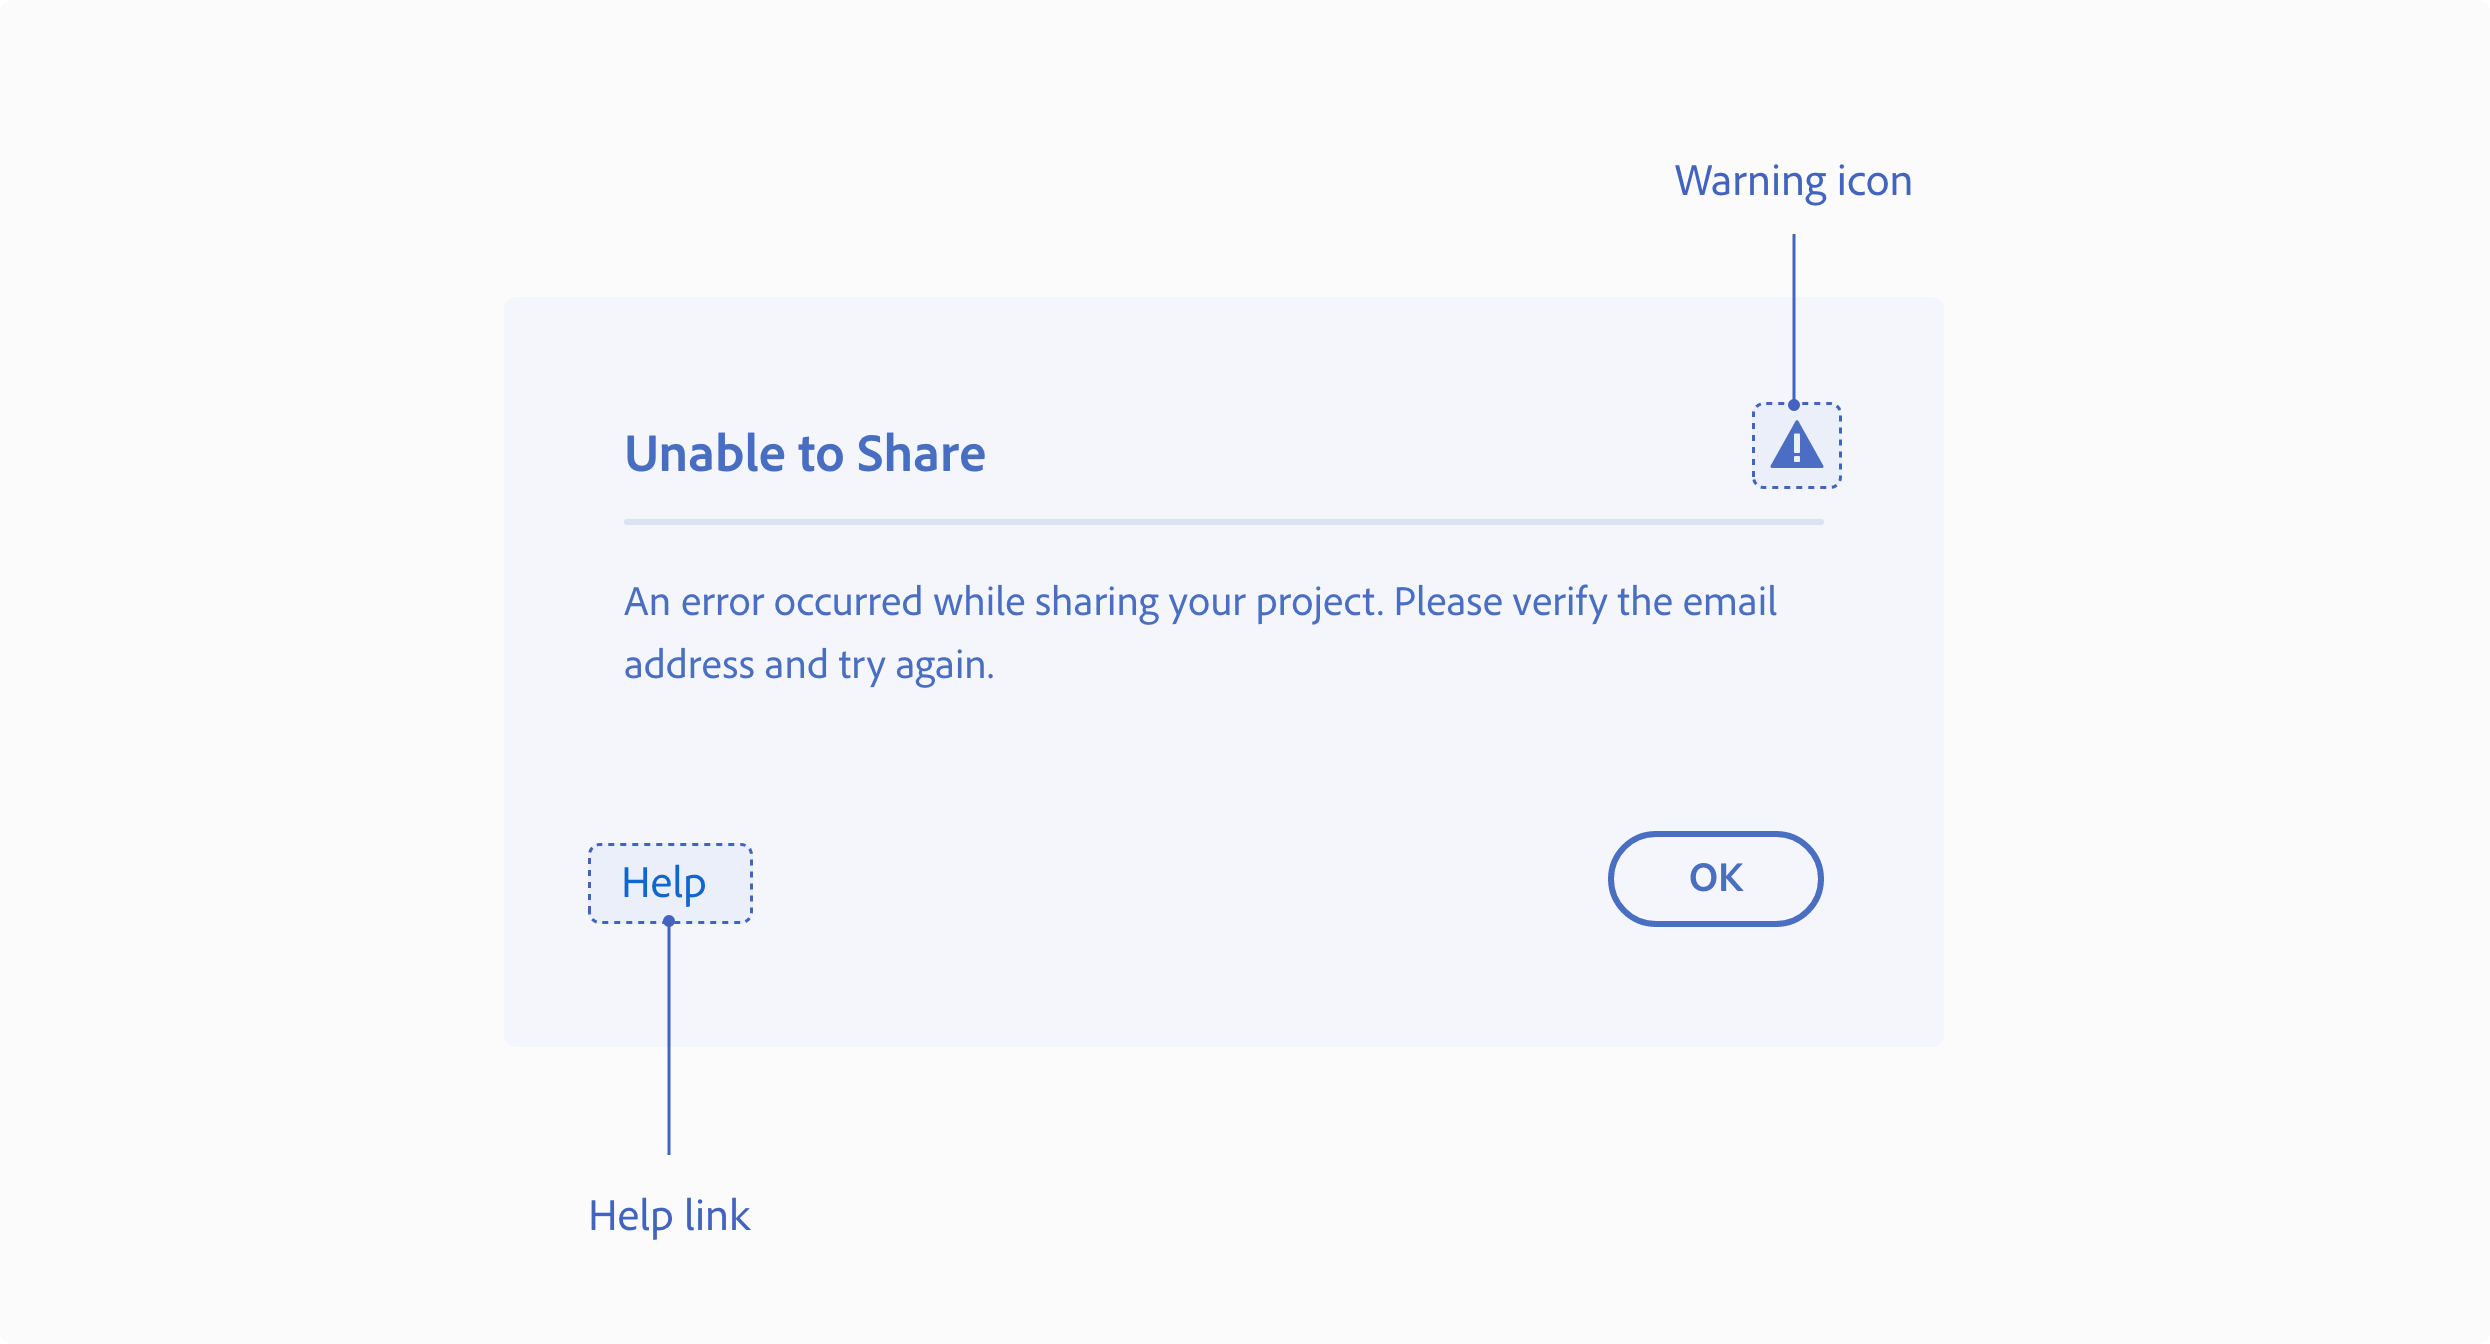 Warning icon
Unable to Share
An error occurred while sharing your project. Please verify the email
address and try again.
Help
OK
Help link